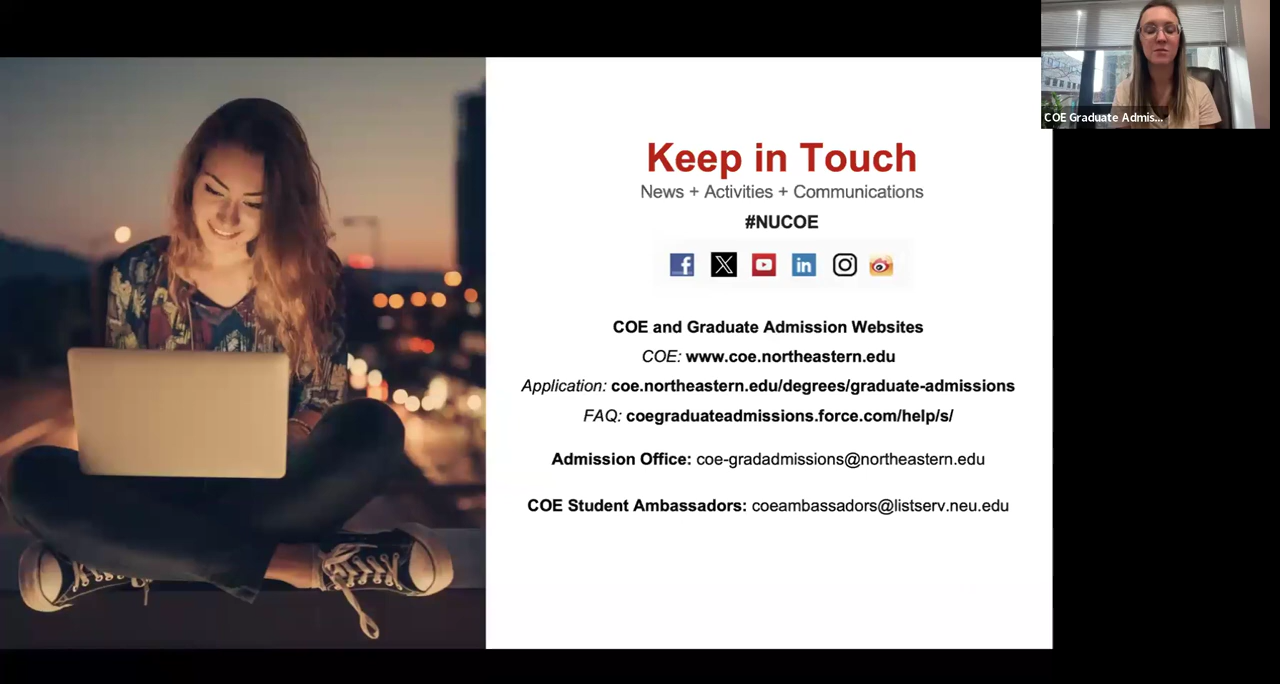 COE Graduate Admis...
Keep in Touch
News + Activities + Communications
#NUCOE
COE and Graduate Admission Websites
COE: www.coe.northeastern.edu
Application: coe.northeastern.edu/degrees/graduate-admissions
FAQ: coegraduateadmissions.force.com/help/s/
Admission Office: coe-gradadmissions@northeastern.edu
COE Student Ambassadors: coeambassadors@listserv.neu.edu